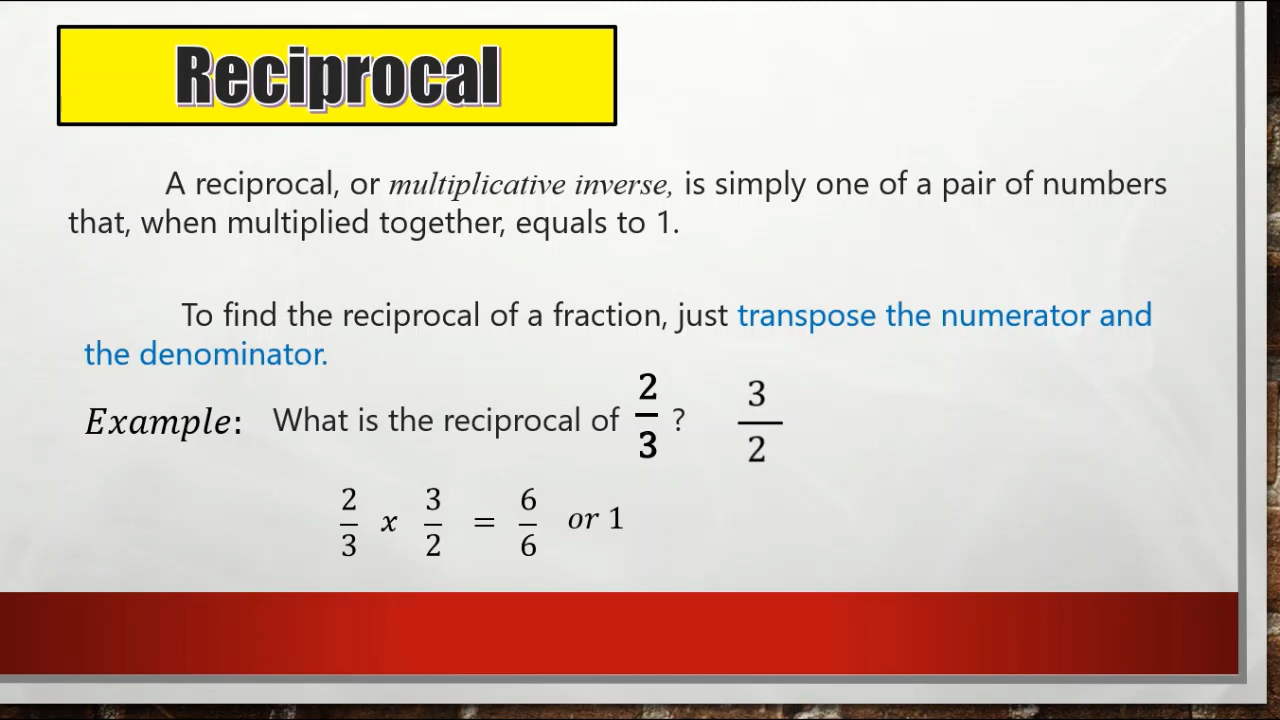 Reciprocal
A reciprocal, or multiplicative inverse, is simply one of a pair of numbers
that, when multiplied together, equals to 1.
To find the reciprocal of a fraction, just transpose the numerator and
the denominator.
Example: What is the reciprocal of 2/3 ? 3/2
2/3 x 3/2 = 6/6 or 1